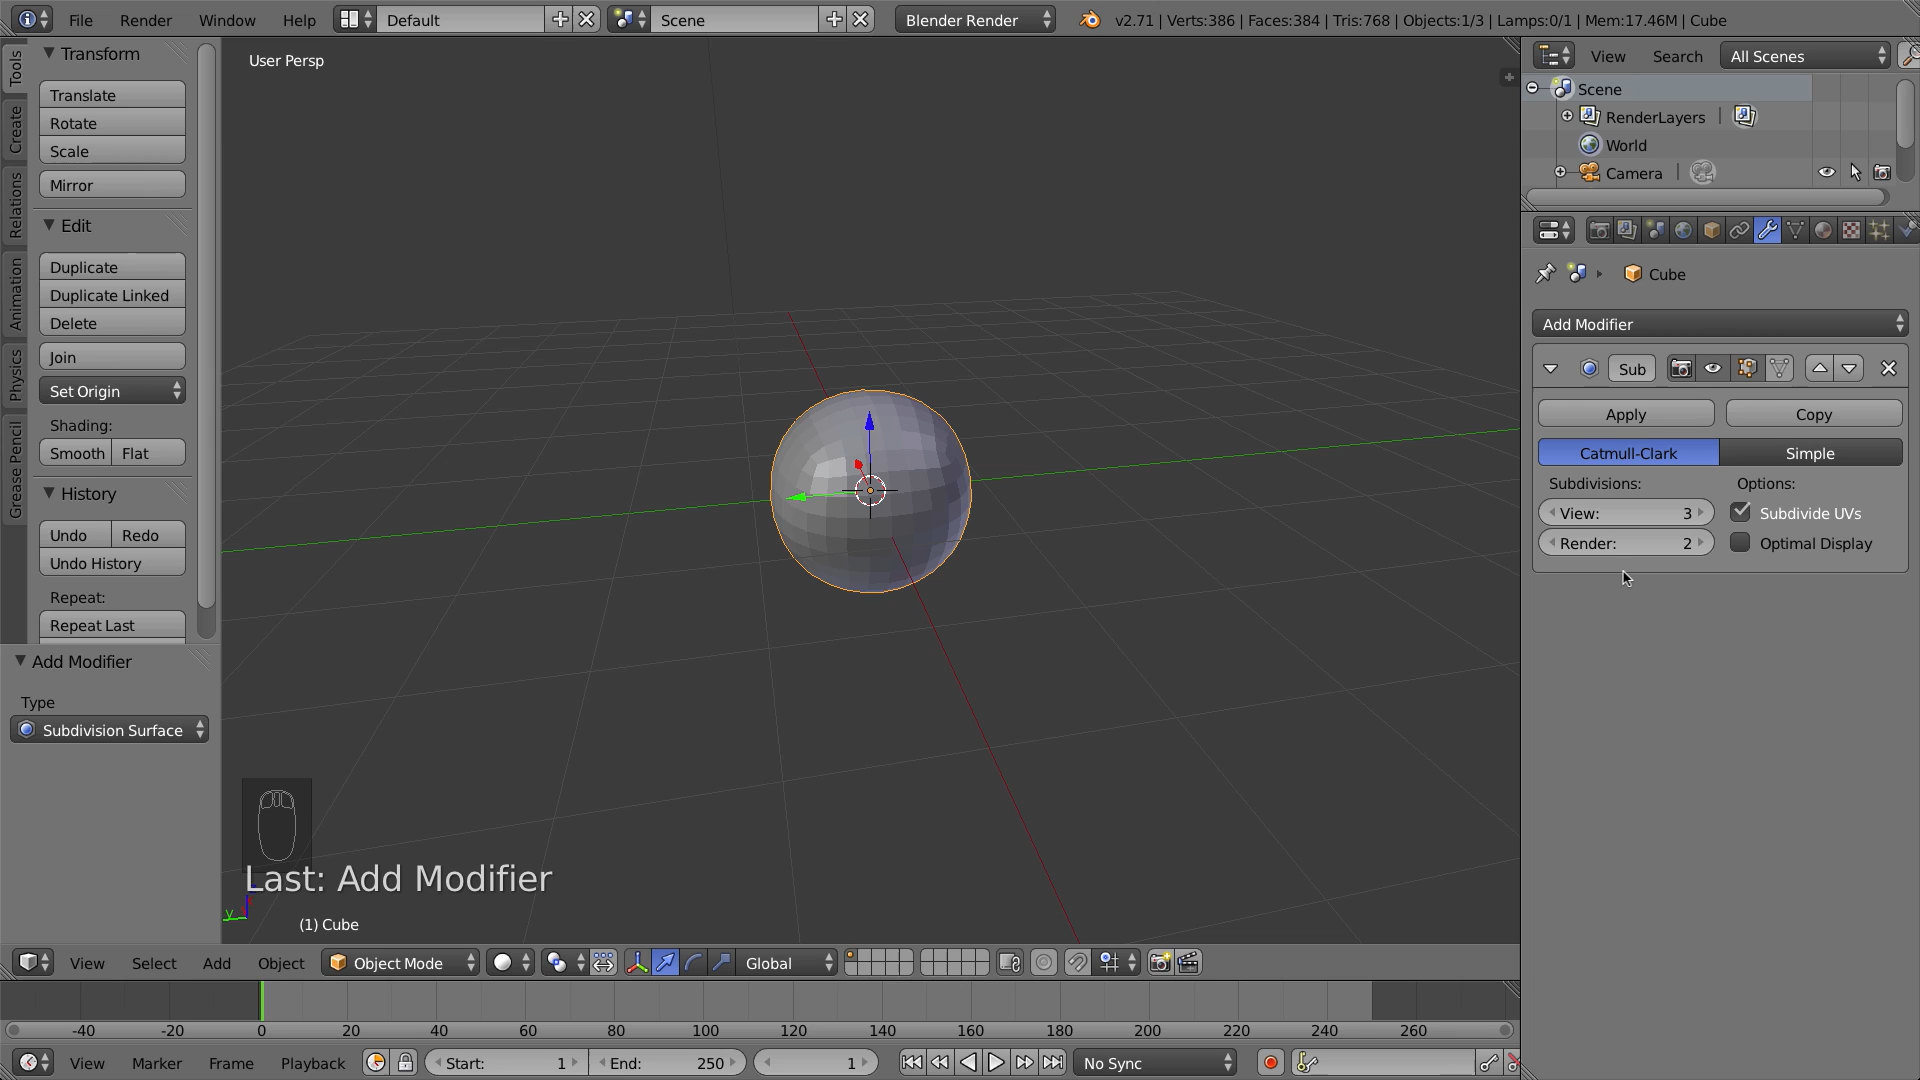 File Render Window Help Default Scene Blender Render v2.71 | Verts:386 | Faces:384 | Tris:768 | Objects:1/3 | Lamps:0/1 | Mem:17.46M | Cube
Tools
Create
Relations
Animation
Physics
Grease Pencil
Transform
Translate
Rotate
Scale
Mirror
Edit
Duplicate
Duplicate Linked
Delete
Join
Set Origin
Shading:
Smooth Flat
History
Undo Redo
Undo History
Repeat:
Repeat Last
Add Modifier
Type
Subdivision Surface
User Persp
Last: Add Modifier
y
(1) Cube
View Search All Scenes
Scene
RenderLayers
World
Camera
Cube
Add Modifier
Sub
Apply Copy
Catmull-Clark Simple
Subdivisions: Options:
View: 3 Subdivide UVs
Render: 2 Optimal Display
View Select Add Object Object Mode Global
-40 -20 0 20 40 60 80 100 120 140 160 180 200 220 240 260
View Marker Frame Playback Start: 1 End: 250 1 No Sync